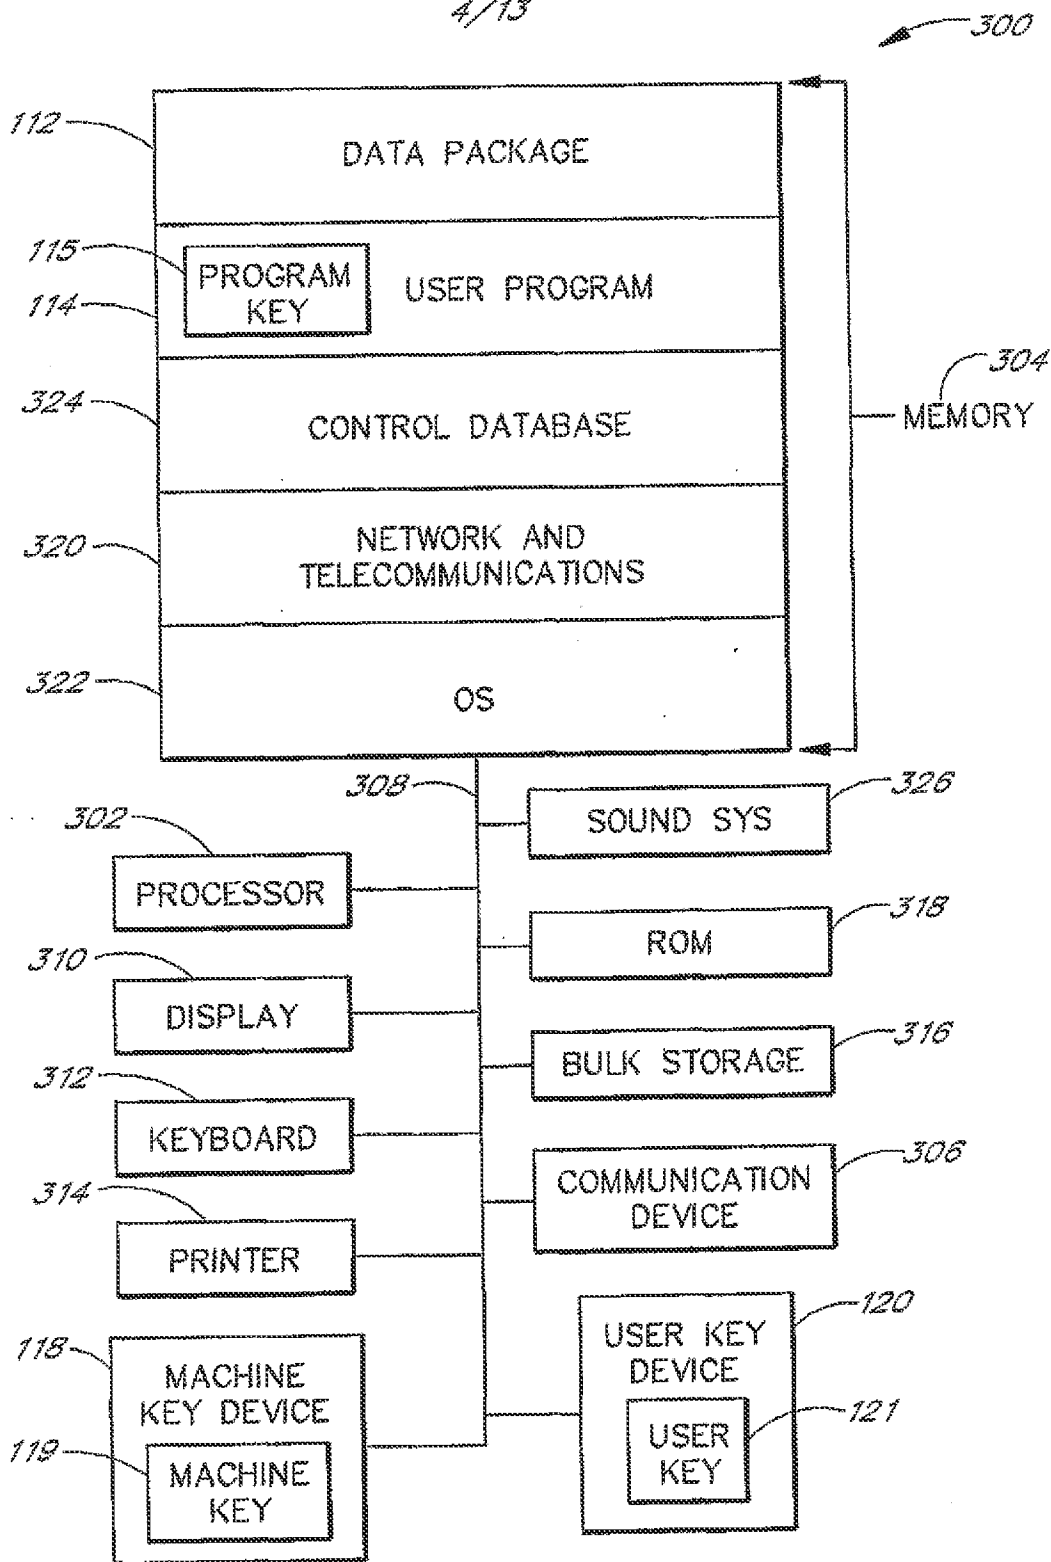 4/13
300
112
DATA PACKAGE
115
PROGRAM
KEY
USER PROGRAM
114
304
MEMORY
324
CONTROL DATABASE
320
NETWORK AND
TELECOMMUNICATIONS
322
OS
308
326
SOUND SYS
302
PROCESSOR
318
ROM
310
DISPLAY
316
BULK STORAGE
312
KEYBOARD
306
COMMUNICATION
DEVICE
314
PRINTER
120
USER KEY
DEVICE
118
MACHINE
KEY DEVICE
121
USER
KEY
119
MACHINE
KEY